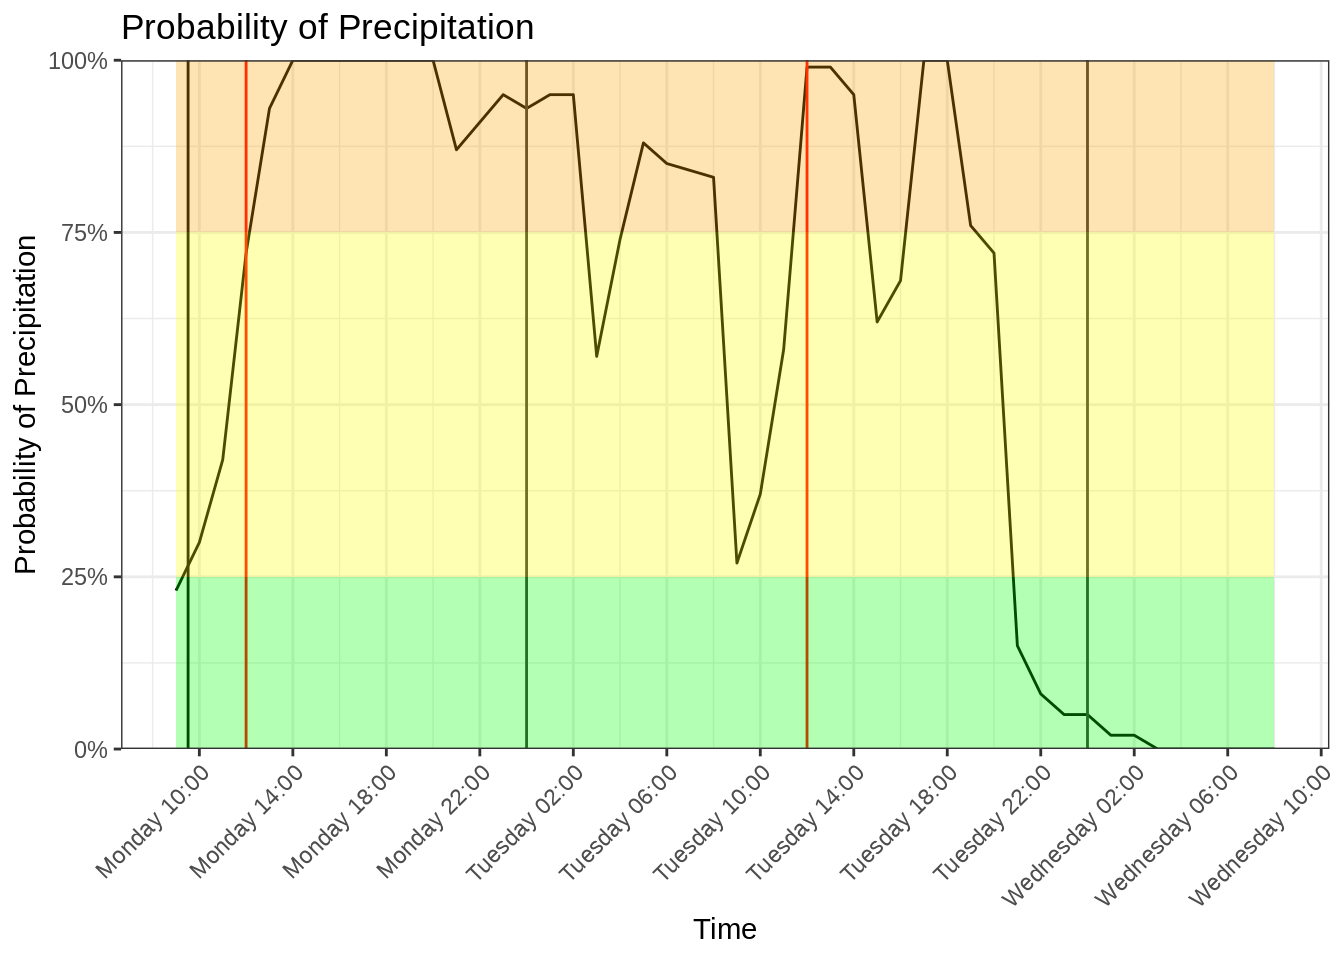 Probability of Precipitation
Probability of Precipitation
100%
75%
50%
25%
0%
Monday 10:00
Monday 14:00
Monday 18:00
Monday 22:00
Tuesday 02:00
Tuesday 06:00
Tuesday 10:00
Tuesday 14:00
Tuesday 18:00
Tuesday 22:00
Wednesday 02:00
Wednesday 06:00
Wednesday 10:00
Time